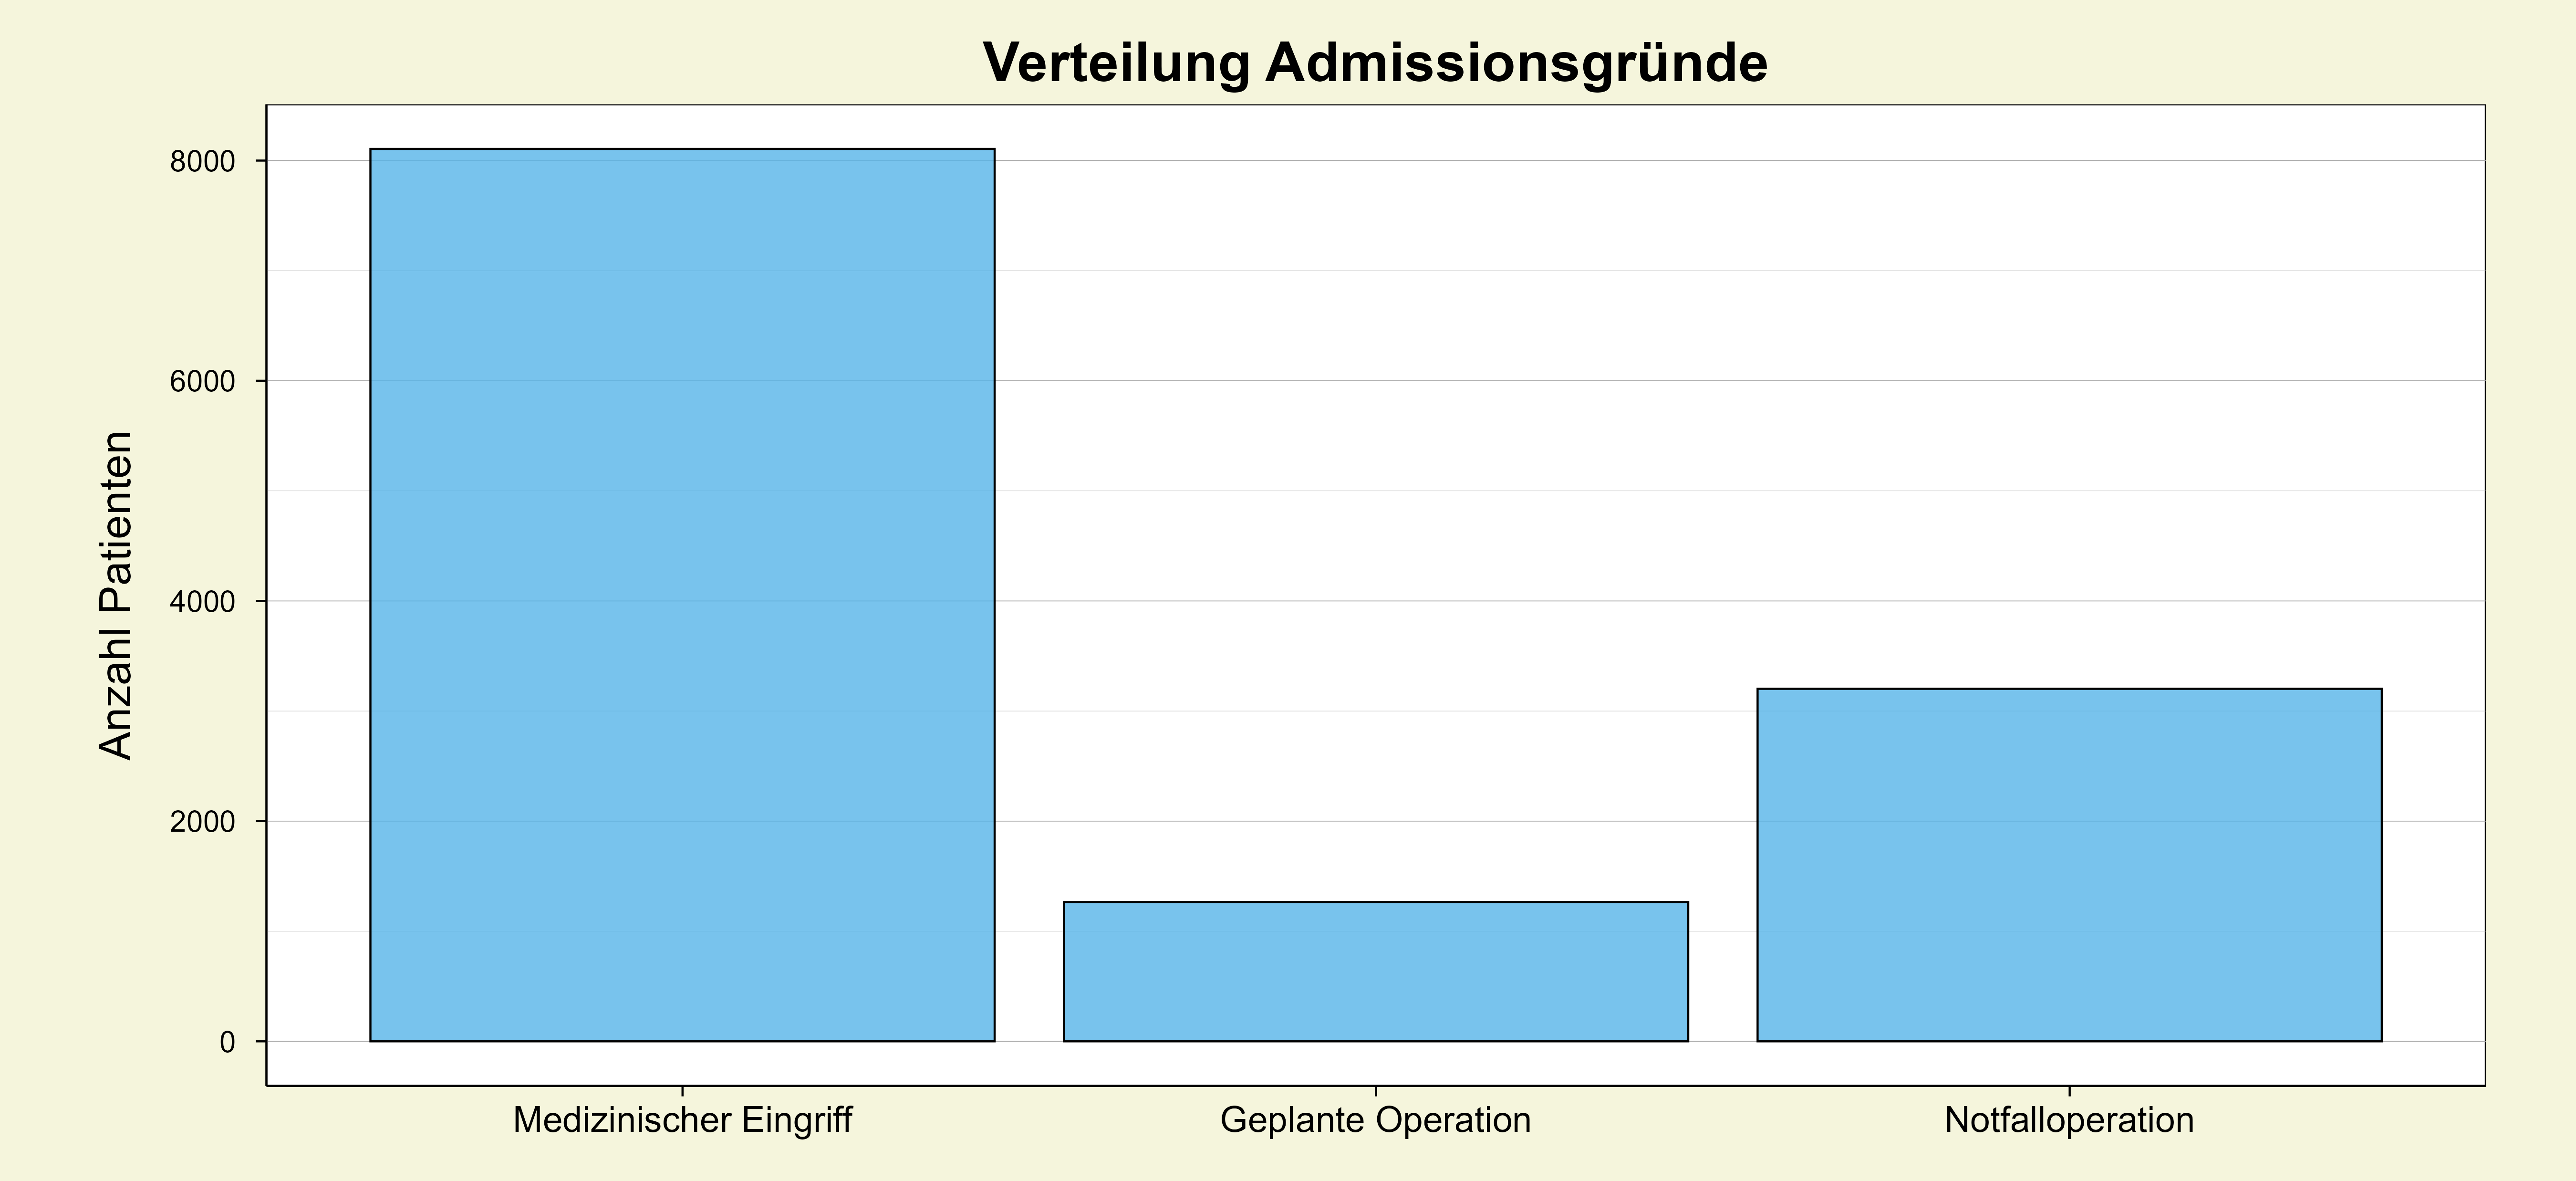 Verteilung Admissionsgründe
Anzahl Patienten
8000
6000
4000
2000
0
Medizinischer Eingriff
Geplante Operation
Notfalloperation